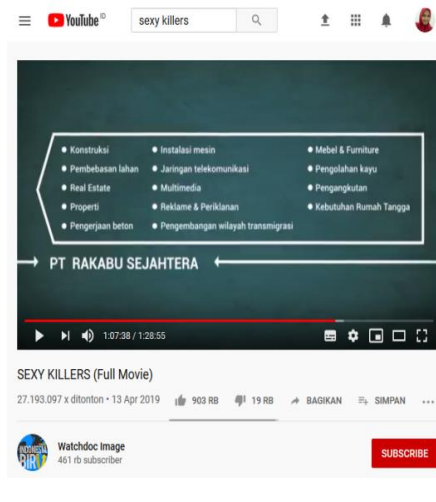 YouTube ID
sexy killers
Konstruksi
Pembebasan lahan
Real Estate
Properti
Pengerjaan beton
Instalasi mesin
Jaringan telekomunikasi
Multimedia
Reklame & Periklanan
Pengembangan wilayah transmigrasi
Mebel & Furniture
Pengolahan kayu
Pengangkutan
Kebutuhan Rumah Tangga
PT RAKABU SEJAHTERA
1:07:38 / 1:28:55
SEXY KILLERS (Full Movie)
27.193.097 x ditonton • 13 Apr 2019 903 RB 19 RB BAGIKAN SIMPAN
INDONESIA
BIRU
Watchdoc Image
461 rb subscriber
SUBSCRIBE